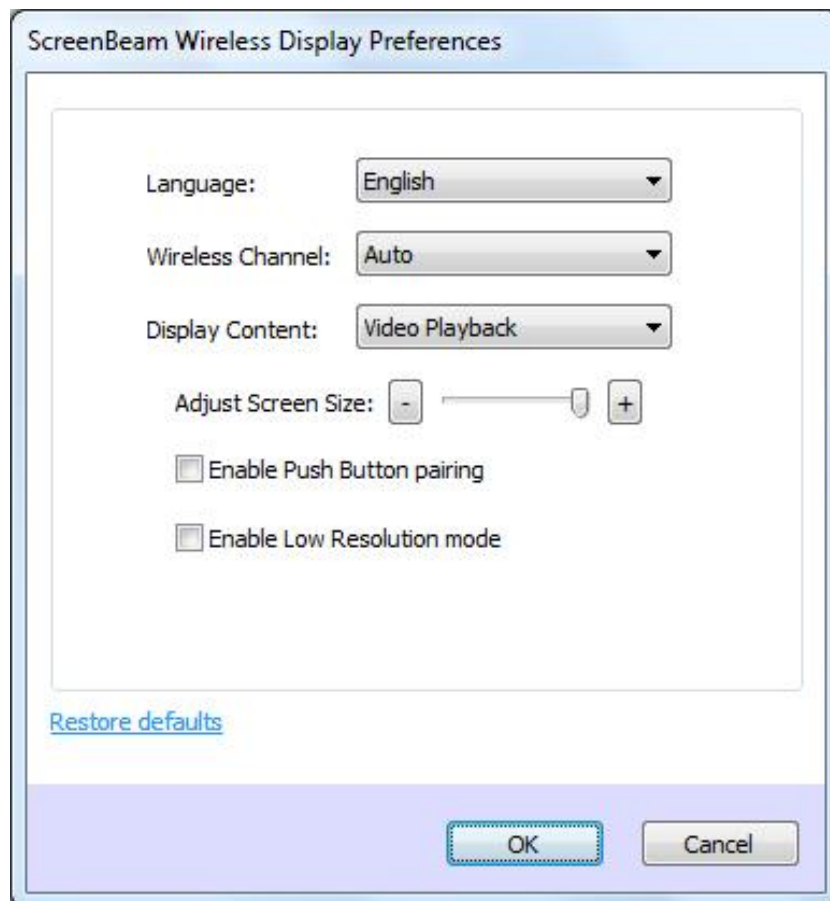 ScreenBeam Wireless Display Preferences
Language: English
Wireless Channel: Auto
Display Content: Video Playback
Adjust Screen Size: - +
Enable Push Button pairing
Enable Low Resolution mode
Restore defaults
OK Cancel